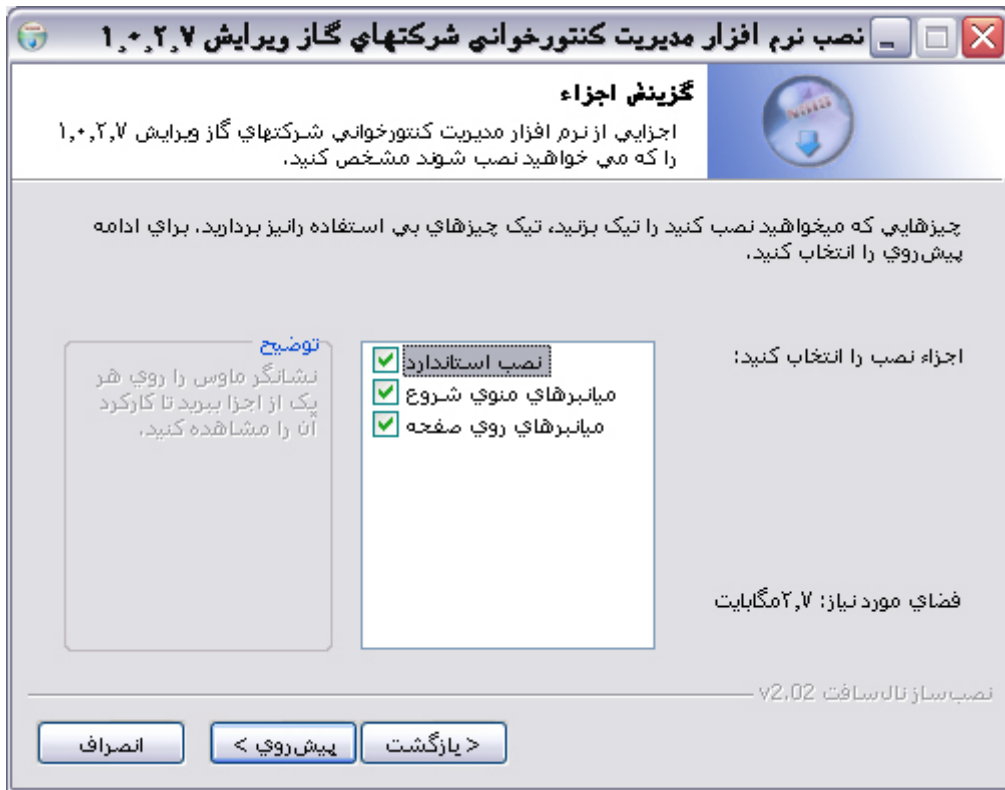 نصب نرم افزار مديريت كنتورخواني شركتهاي گاز ويرايش ۱,۰,۲,۷
گزينش اجزاء
اجزايي از نرم افزار مديريت كنتورخواني شركتهاي گاز ويرايش ۱,۰,۲,۷
را كه مي خواهيد نصب شوند مشخص كنيد.
چيزهايي كه ميخواهيد نصب كنيد را تيک بزنيد، تيک چيزهاي بي استفاده رانيز برداريد. براي ادامه
پيش‌روي را انتخاب كنيد.
اجزاء نصب را انتخاب كنيد:
نصب استاندارد
ميانبرهاي منوي شروع
ميانبرهاي روي صفحه
توضيح
نشانگر ماوس را روي هر
يک از اجزا ببريد تا كاركرد
آن را مشاهده كنيد.
فضاي مورد نياز: ۲,۷مگابايت
نصب‌ساز نال‌سافت v2.02
< بازگشت
پيش‌روي >
انصراف